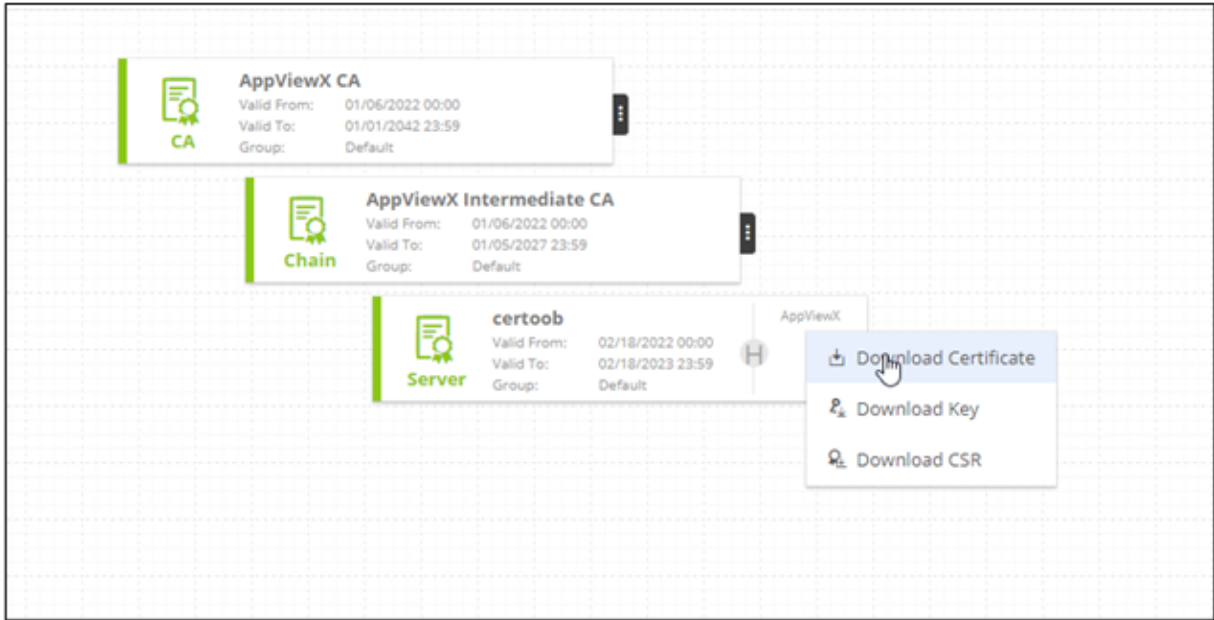 AppViewX CA
Valid From: 01/06/2022 00:00
Valid To: 01/01/2042 23:59
Group: Default
CA
AppViewX Intermediate CA
Valid From: 01/06/2022 00:00
Valid To: 01/05/2027 23:59
Group: Default
Chain
certoob
Valid From: 02/18/2022 00:00
Valid To: 02/18/2023 23:59
Group: Default
Server
H
AppViewX
Download Certificate
Download Key
Download CSR